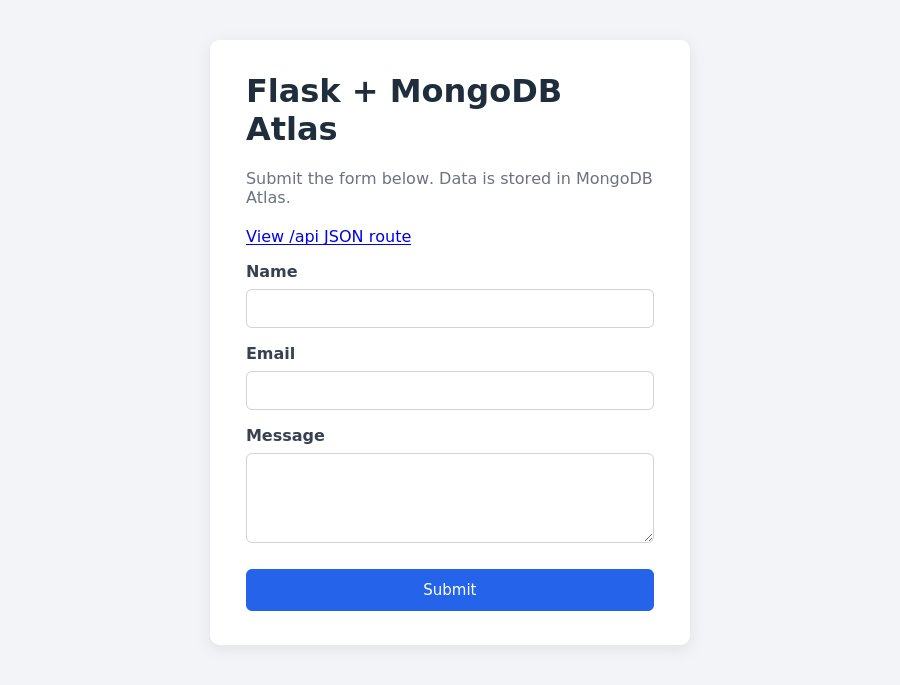 Flask + MongoDB
Atlas
Submit the form below. Data is stored in MongoDB
Atlas.
View /api JSON route
Name
Email
Message
Submit